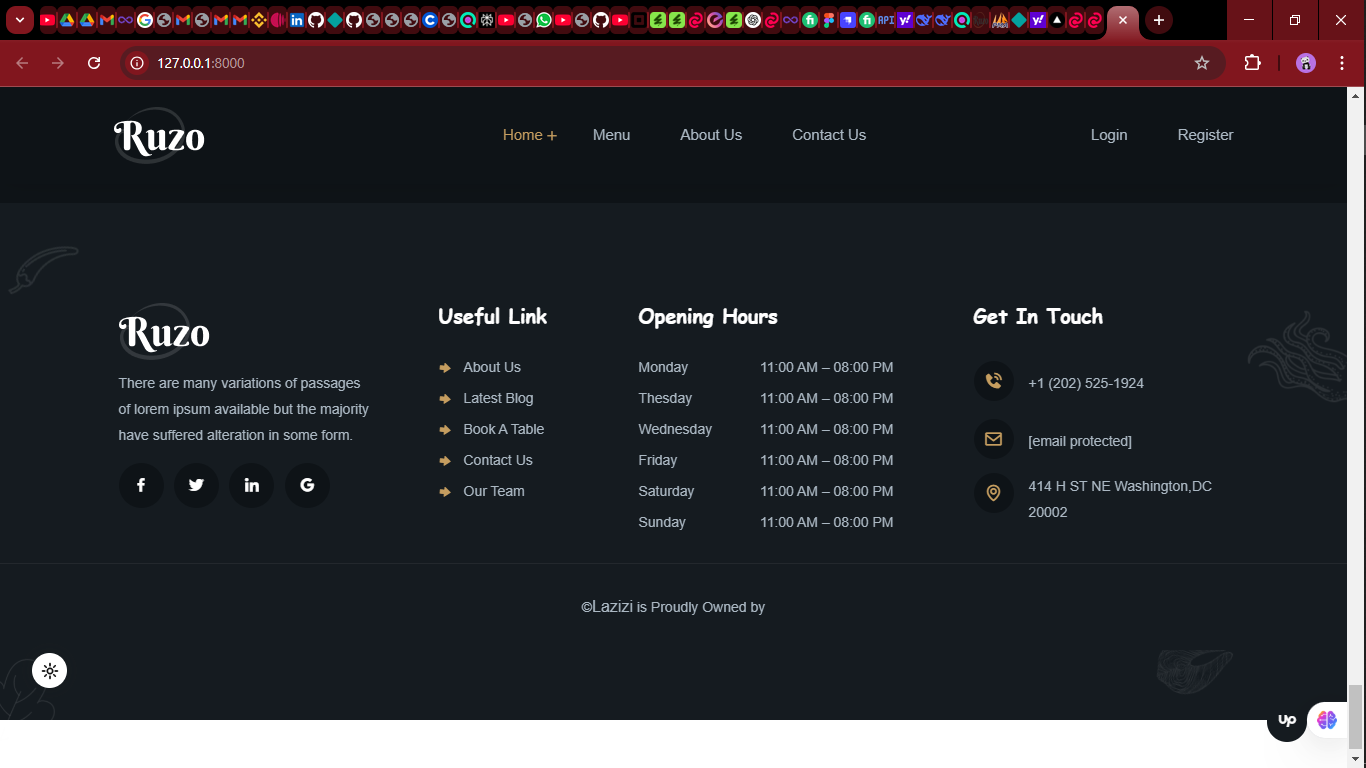 127.0.0.1:8000
Ruzo
Home +
Menu
About Us
Contact Us
Login
Register
Ruzo
There are many variations of passages
of lorem ipsum available but the majority
have suffered alteration in some form.
Useful Link
About Us
Latest Blog
Book A Table
Contact Us
Our Team
Opening Hours
Monday 11:00 AM – 08:00 PM
Thesday 11:00 AM – 08:00 PM
Wednesday 11:00 AM – 08:00 PM
Friday 11:00 AM – 08:00 PM
Saturday 11:00 AM – 08:00 PM
Sunday 11:00 AM – 08:00 PM
Get In Touch
+1 (202) 525-1924
[email protected]
414 H ST NE Washington,DC
20002
©Lazizi is Proudly Owned by
Up